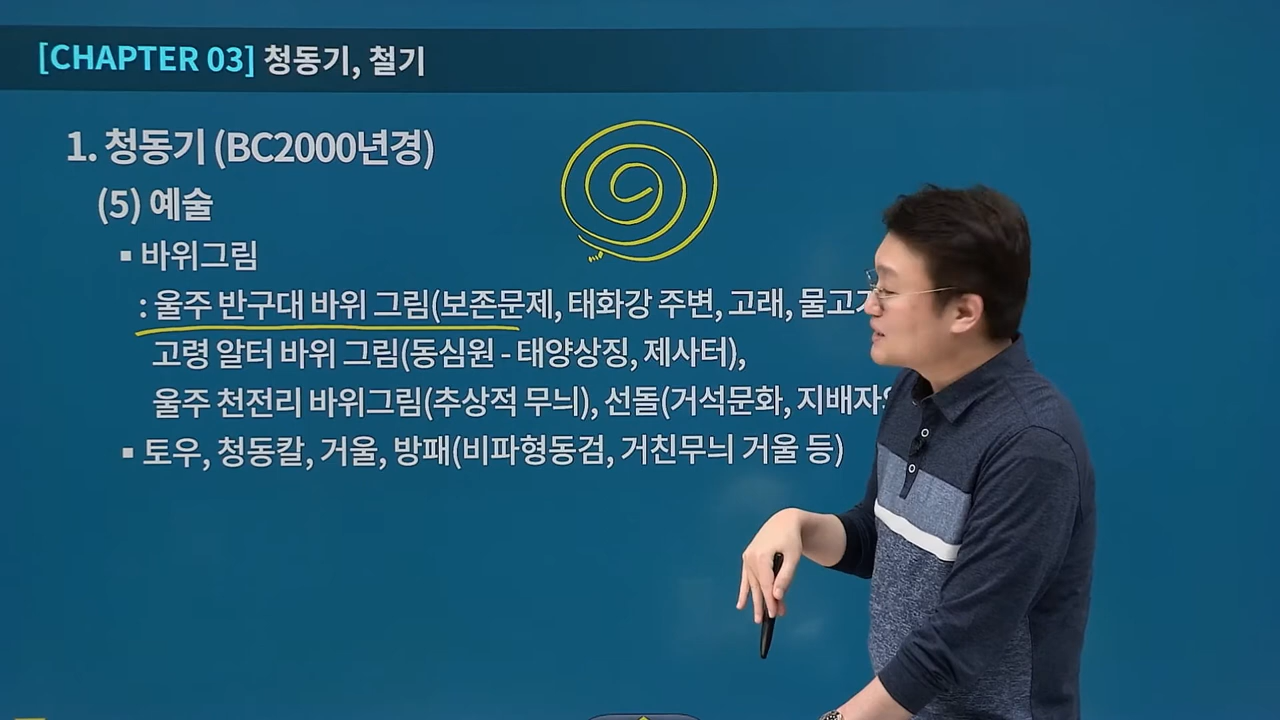 [CHAPTER 03] 청동기, 철기
1. 청동기 (BC2000년경)
(5) 예술
▪ 바위그림
: 울주 반구대 바위 그림(보존문제, 태화강 주변, 고래,
고령 알터 바위 그림(동심원 - 태양상징, 제사터),
울주 천전리 바위그림(추상적 무늬), 선돌(거석문화,
▪ 토우, 청동칼, 거울, 방패(비파형동검, 거친무늬 거울 등)